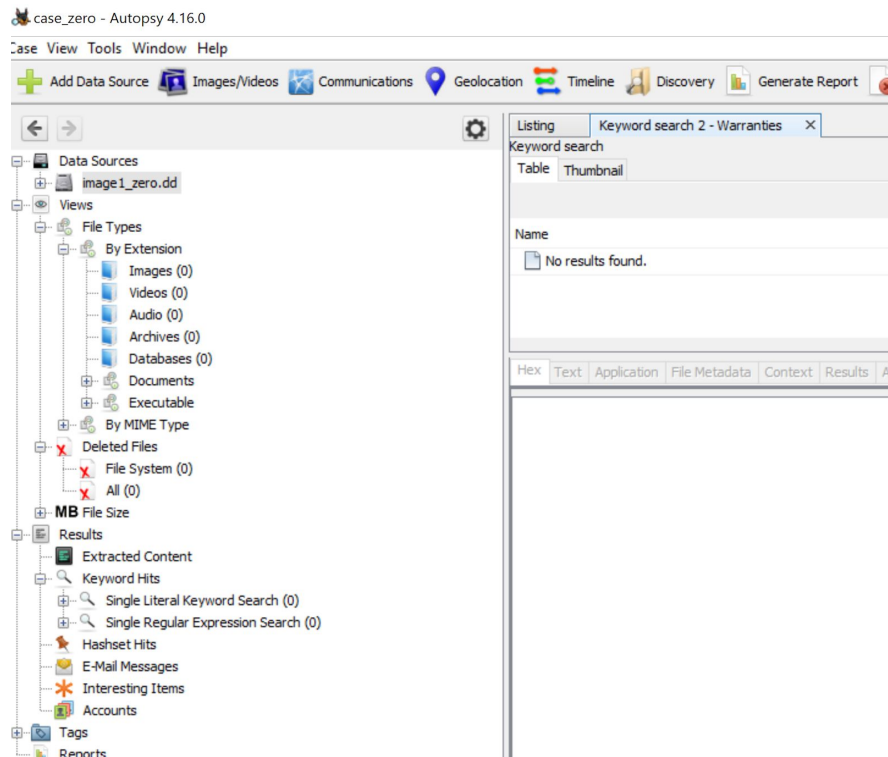 case_zero - Autopsy 4.16.0
Case View Tools Window Help
Add Data Source Images/Videos Communications Geolocation Timeline Discovery Generate Report
Listing Keyword search 2 - Warranties X
Keyword search
Table Thumbnail
Name
No results found.
Hex Text Application File Metadata Context Results A
Data Sources
image1_zero.dd
Views
File Types
By Extension
Images (0)
Videos (0)
Audio (0)
Archives (0)
Databases (0)
Documents
Executable
By MIME Type
Deleted Files
File System (0)
All (0)
MB File Size
Results
Extracted Content
Keyword Hits
Single Literal Keyword Search (0)
Single Regular Expression Search (0)
Hashset Hits
E-Mail Messages
Interesting Items
Accounts
Tags
Reports